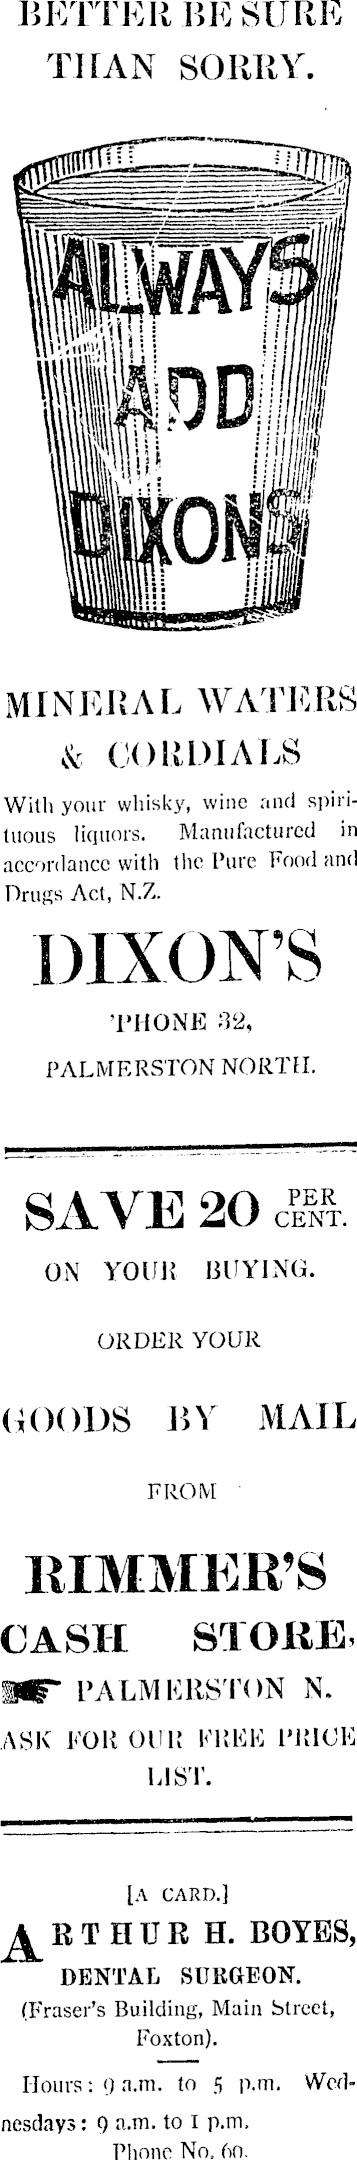 BETTER BE SURE
THAN SORRY.
ALWAYS
ADD
DIXONS
MINERAL WATERS
& CORDIALS
With your whisky, wine and spiri-
tuous liquors. Manufactured in
accordance with the Pure Food and
Drugs Act, N.Z.
DIXON'S
'PHONE 32,
PALMERSTON NORTH.
SAVE 20 PER CENT.
ON YOUR BUYING.
ORDER YOUR
GOODS BY MAIL
FROM
RIMMER'S
CASH STORE,
PALMERSTON N.
ASK FOR OUR FREE PRICE
LIST.
[A CARD.]
ARTHUR H. BOYES,
DENTAL SURGEON.
(Fraser's Building, Main Street,
Foxton).
Hours: 9 a.m. to 5 p.m. Wed-
nesdays: 9 a.m. to 1 p.m.
Phone No. 60.